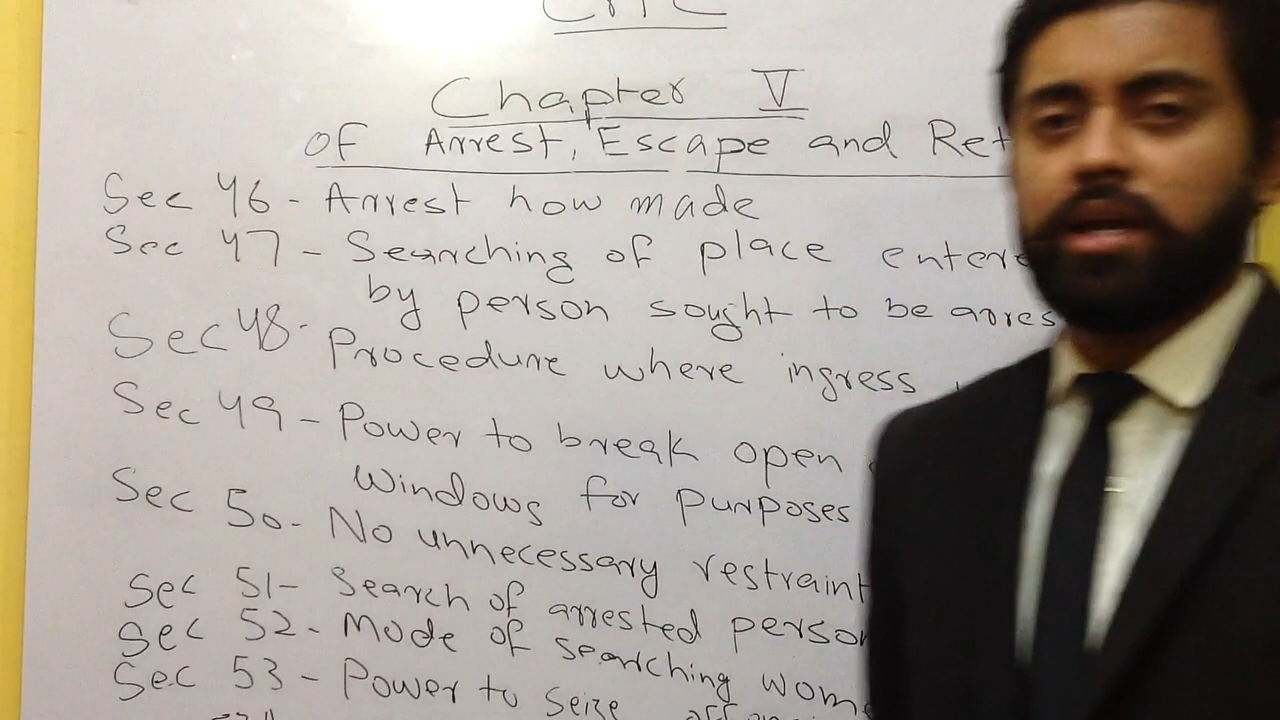 CrPC
Chapter V
of Arrest, Escape and Ret
Sec 46 - Arrest how made
Sec 47 - Searching of place entere
by person sought to be arres
Sec 48 - Procedure where ingress
Sec 49 - Power to break open
windows for purposes
Sec 50 - No unnecessary restraint
Sec 51 - Search of arrested person
Sec 52 - Mode of searching wome
Sec 53 - Power to seize